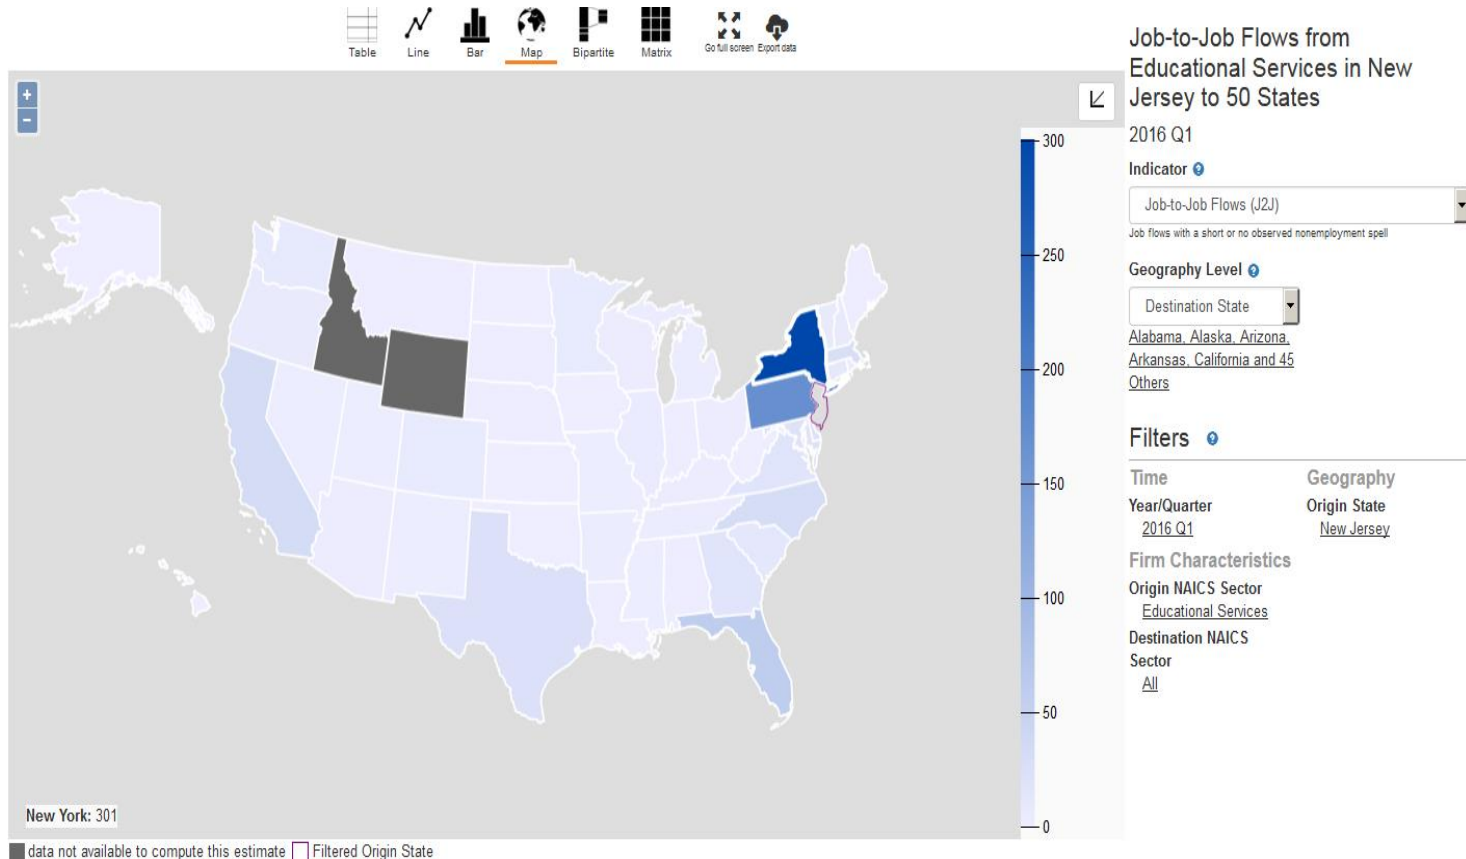 Table Line Bar Map Bipartite Matrix Go full screen Export data
+
−
300
250
200
150
100
50
0
New York: 301
data not available to compute this estimate Filtered Origin State
Job-to-Job Flows from
Educational Services in New
Jersey to 50 States
2016 Q1
Indicator ?
Job-to-Job Flows (J2J)
Job flows with a short or no observed nonemployment spell
Geography Level ?
Destination State
Alabama, Alaska, Arizona,
Arkansas, California and 45
Others
Filters ?
Time Geography
Year/Quarter Origin State
2016 Q1 New Jersey
Firm Characteristics
Origin NAICS Sector
Educational Services
Destination NAICS
Sector
All